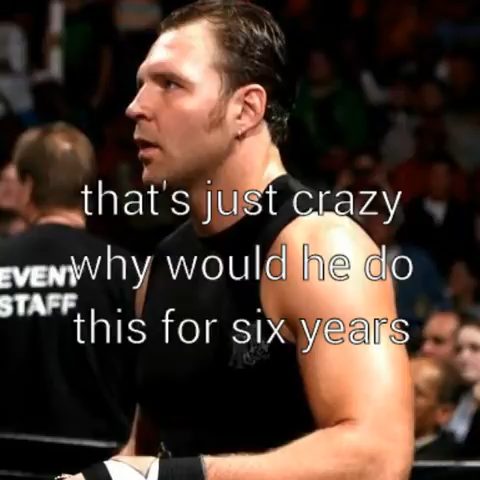 that's just crazy
why would he do
this for six years
EVENT
STAFF